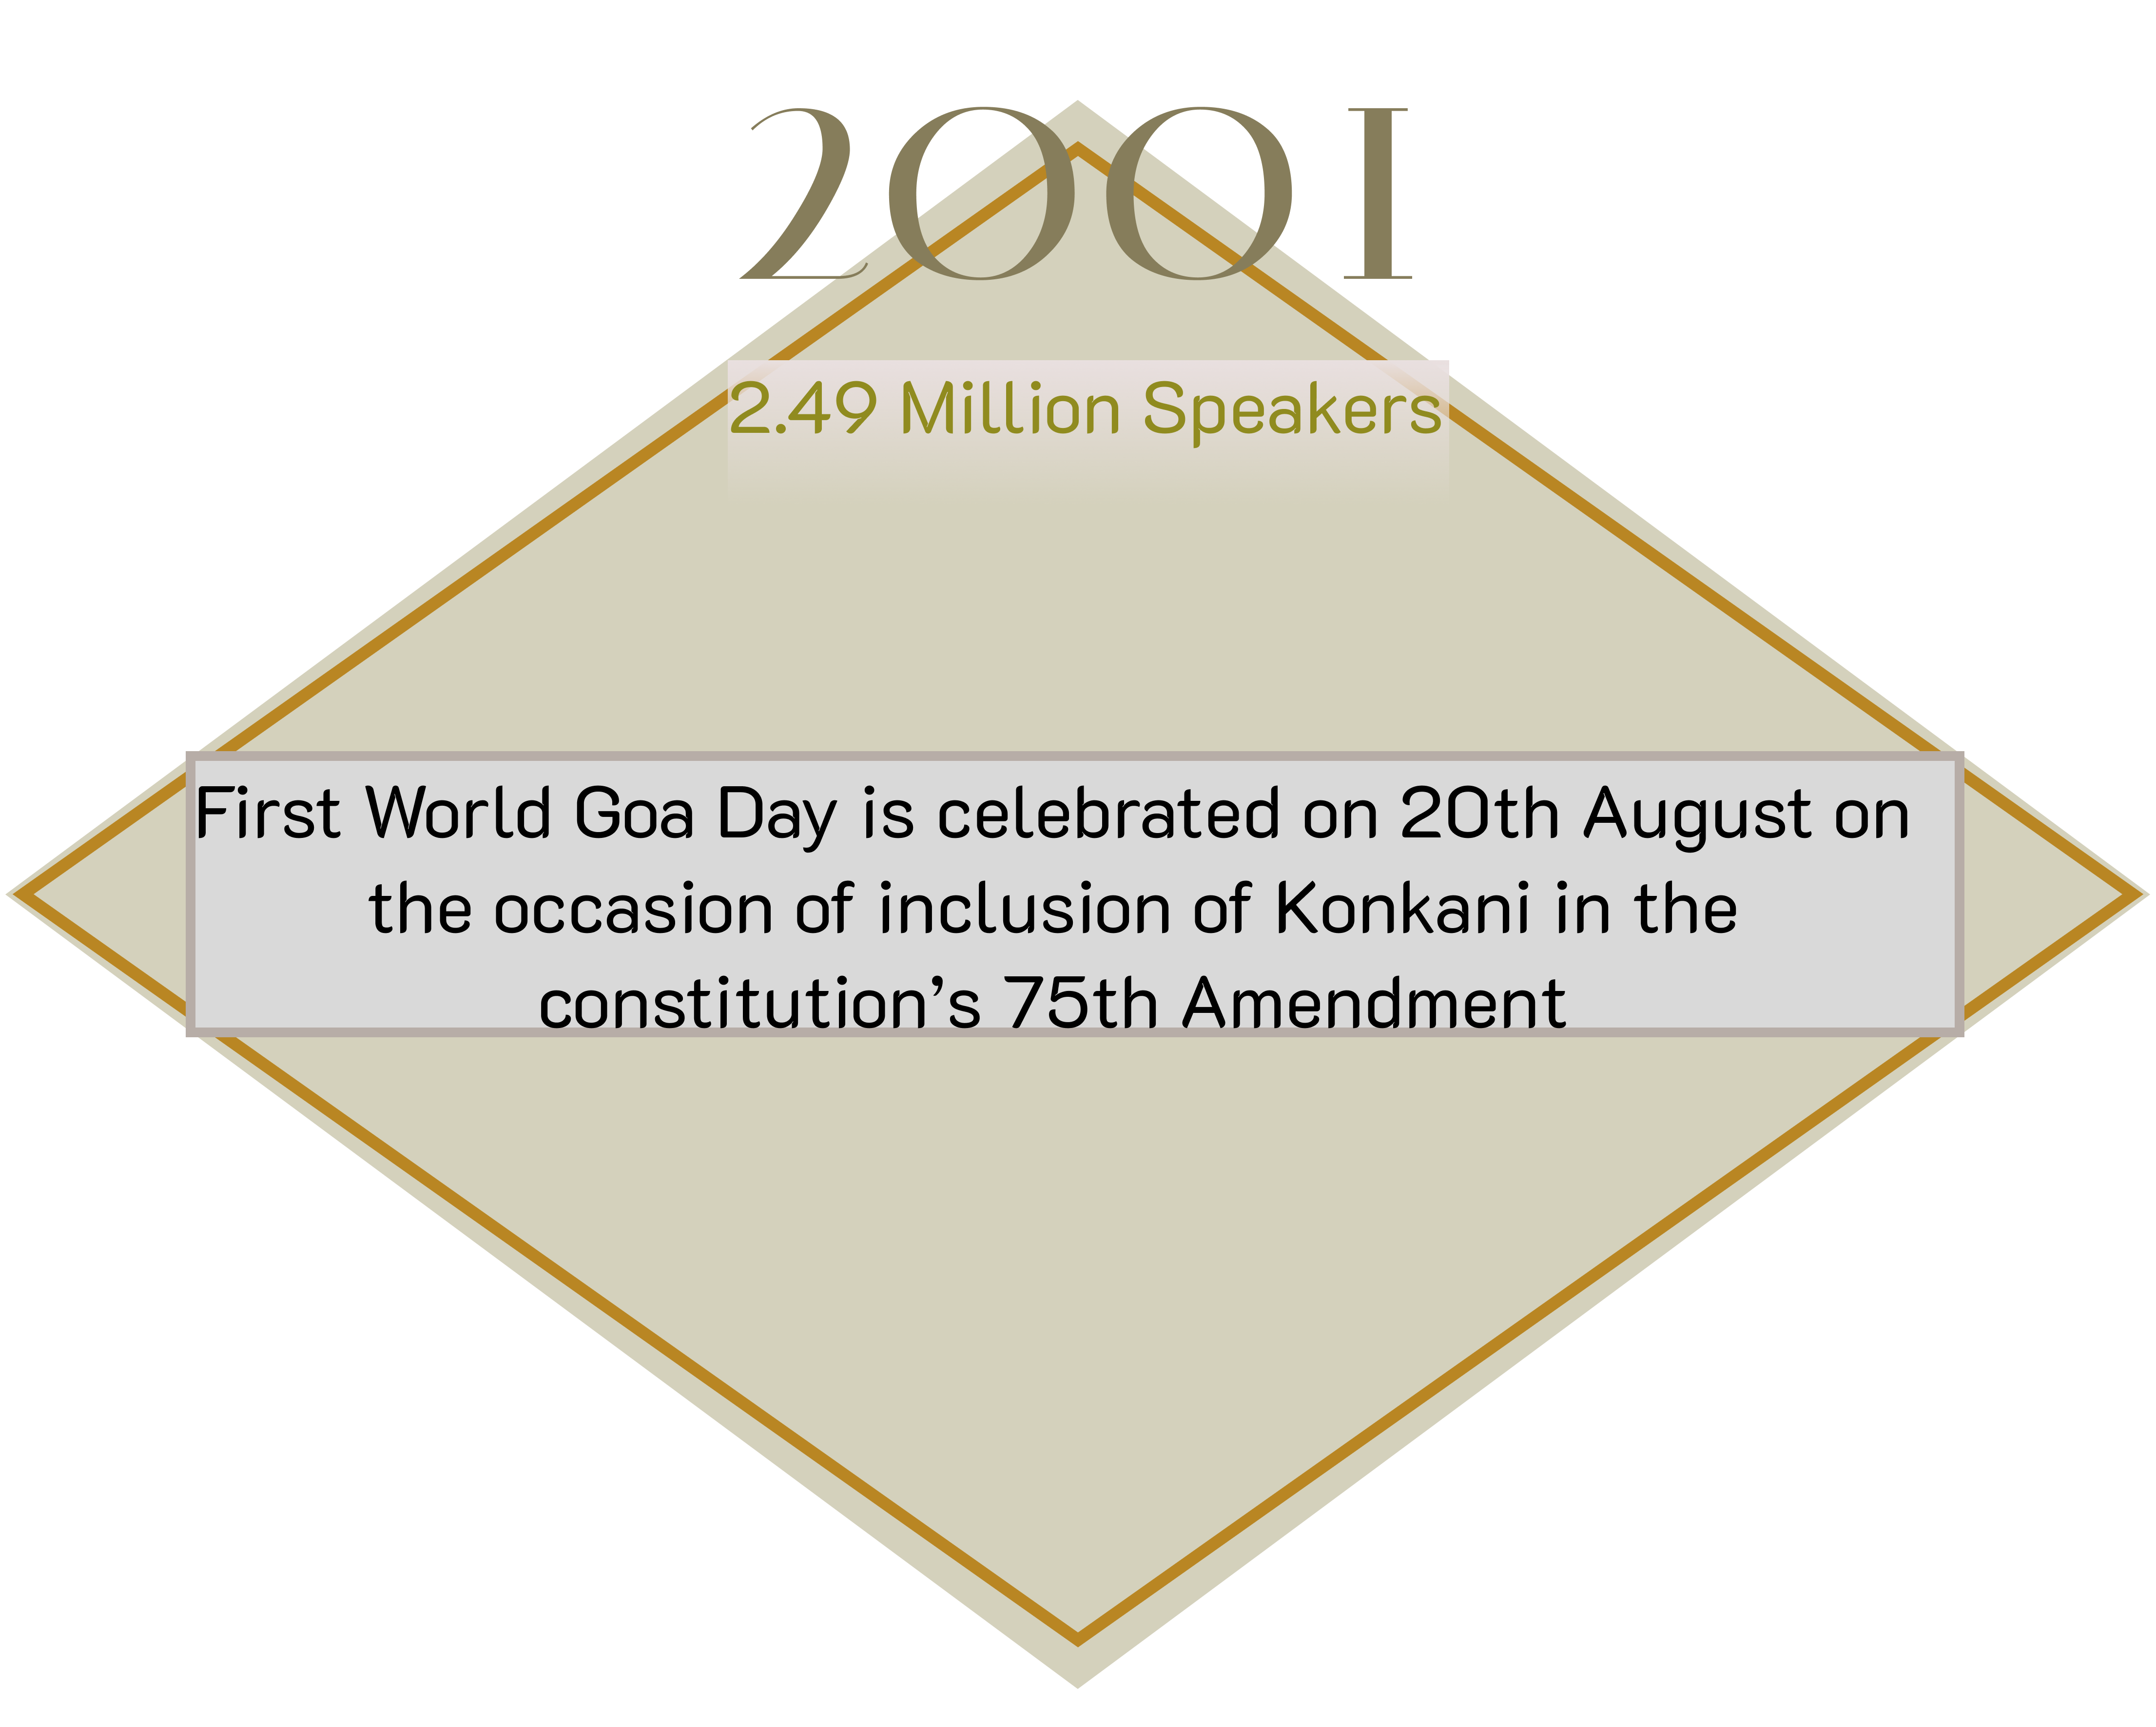 2001
2.49 Million Speakers
First World Goa Day is celebrated on 20th August on
the occasion of inclusion of Konkani in the
constitution’s 75th Amendment